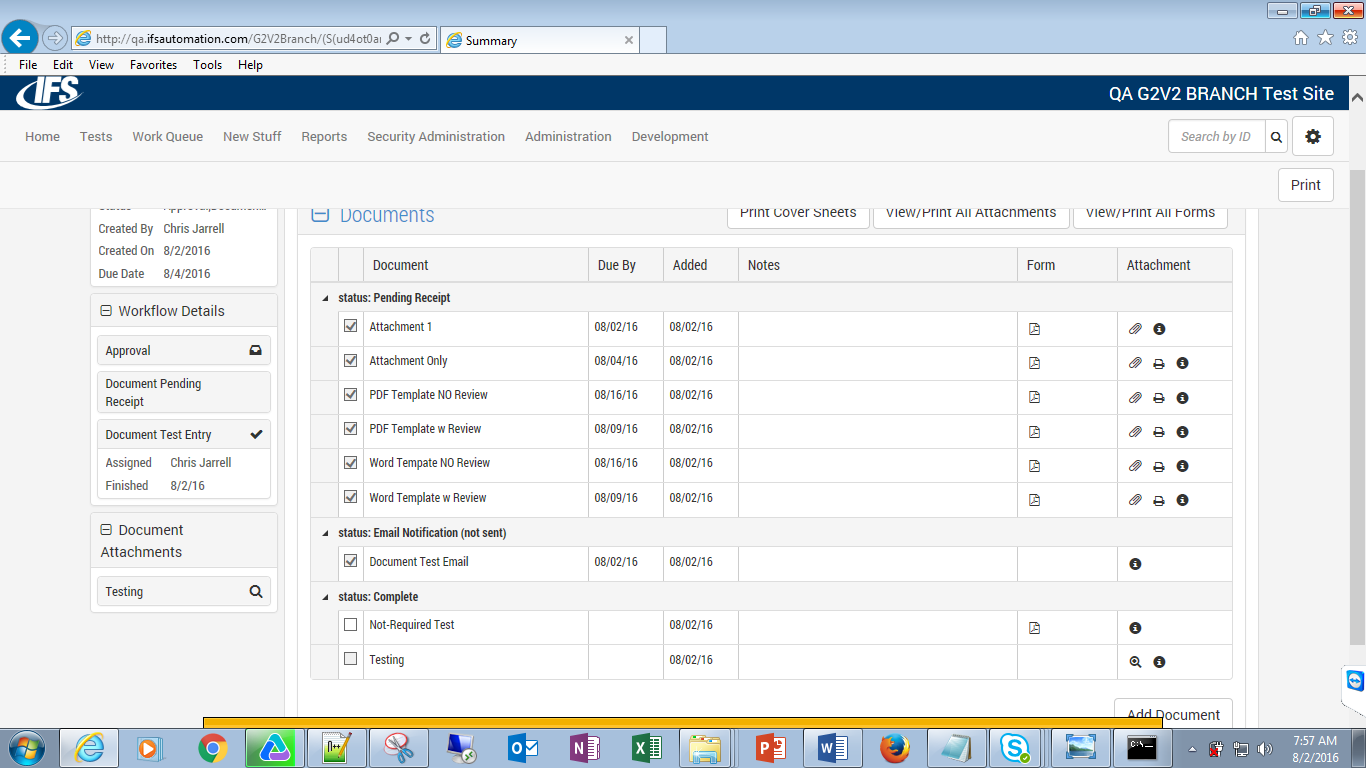 http://qa.ifsautomation.com/G2V2Branch/(S(ud4ot0ar
Summary
File Edit View Favorites Tools Help
IFS
QA G2V2 BRANCH Test Site
Home Tests Work Queue New Stuff Reports Security Administration Administration Development
Search by ID
Print
Documents
Print Cover Sheets View/Print All Attachments View/Print All Forms
Created By Chris Jarrell
Created On 8/2/2016
Due Date 8/4/2016
Workflow Details
Approval
Document Pending
Receipt
Document Test Entry
Assigned Chris Jarrell
Finished 8/2/16
Document
Attachments
Testing
Document Due By Added Notes Form Attachment
status: Pending Receipt
Attachment 1 08/02/16 08/02/16
Attachment Only 08/04/16 08/02/16
PDF Template NO Review 08/16/16 08/02/16
PDF Template w Review 08/09/16 08/02/16
Word Tempate NO Review 08/16/16 08/02/16
Word Template w Review 08/09/16 08/02/16
status: Email Notification (not sent)
Document Test Email 08/02/16 08/02/16
status: Complete
Not-Required Test 08/02/16
Testing 08/02/16
Add Document
7:57 AM
8/2/2016